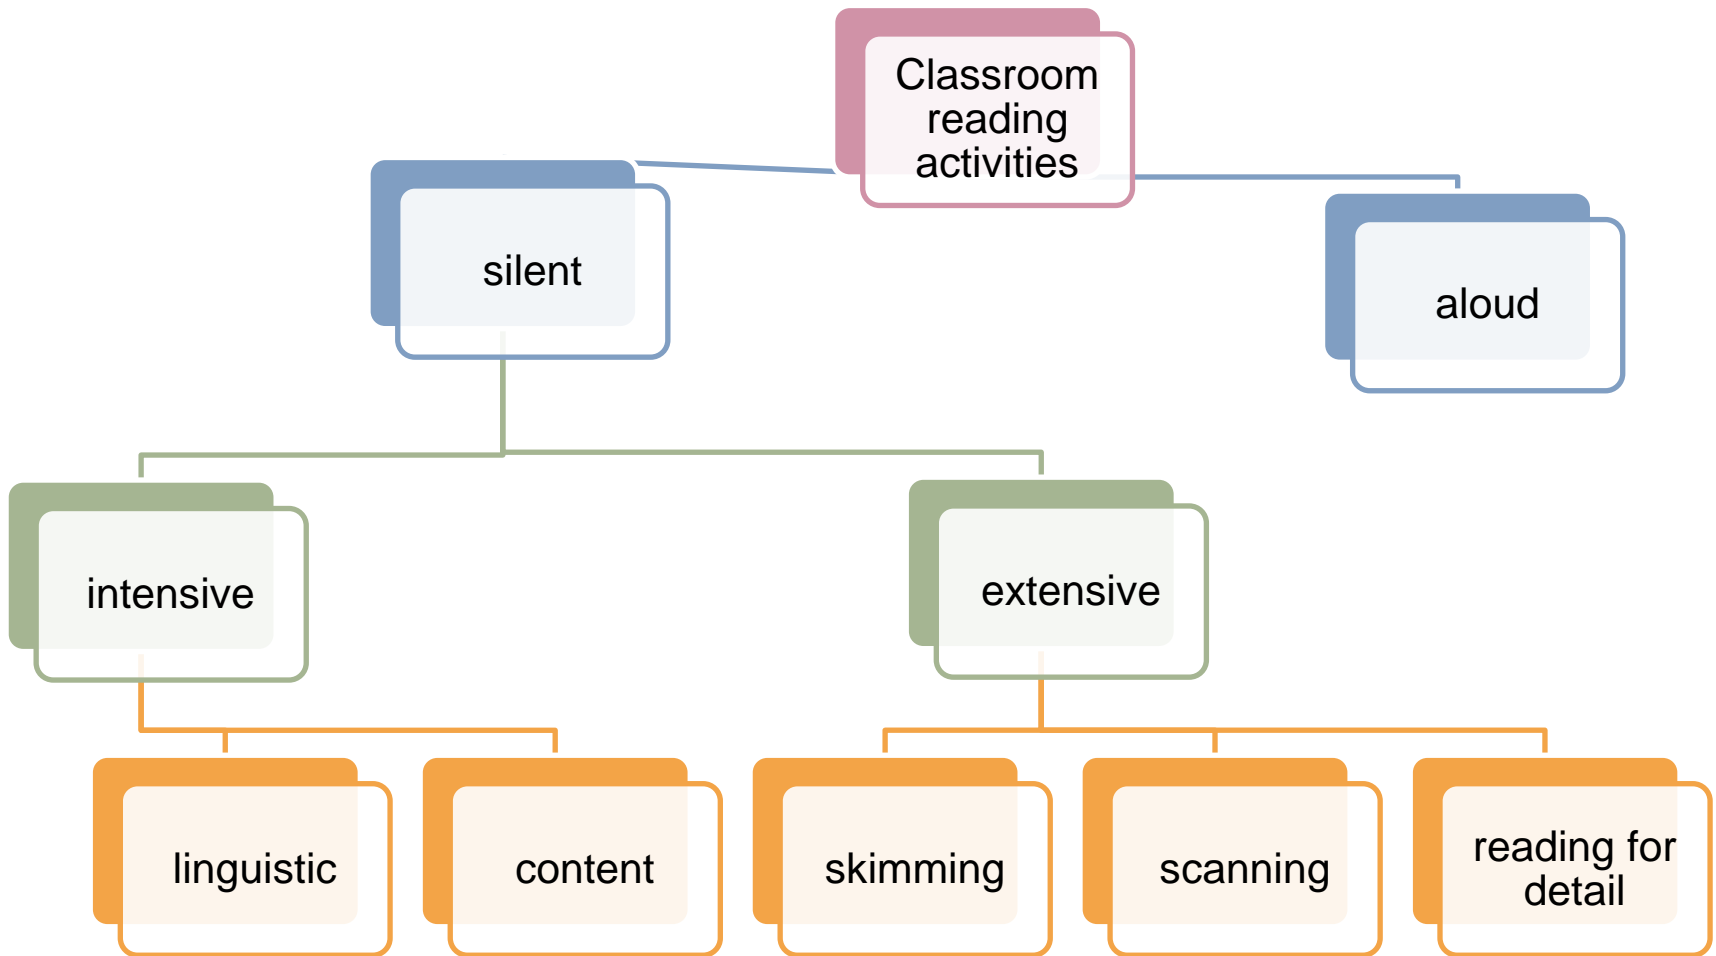 Classroom
reading
activities
silent
aloud
intensive
extensive
linguistic
content
skimming
scanning
reading for
detail